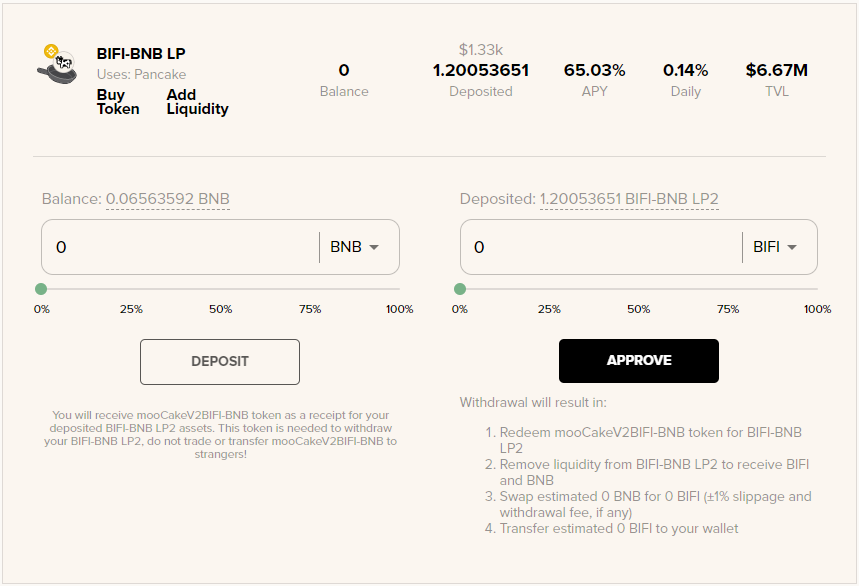 BIFI-BNB LP
Uses: Pancake
Buy Token
Add Liquidity
0
Balance
$1.33k
1.20053651
Deposited
65.03%
APY
0.14%
Daily
$6.67M
TVL
Balance: 0.06563592 BNB
0
BNB
0%
25%
50%
75%
100%
DEPOSIT
You will receive mooCakeV2BIFI-BNB token as a receipt for your
deposited BIFI-BNB LP2 assets. This token is needed to withdraw
your BIFI-BNB LP2, do not trade or transfer mooCakeV2BIFI-BNB to
strangers!
Deposited: 1.20053651 BIFI-BNB LP2
0
BIFI
0%
25%
50%
75%
100%
APPROVE
Withdrawal will result in:
1. Redeem mooCakeV2BIFI-BNB token for BIFI-BNB
LP2
2. Remove liquidity from BIFI-BNB LP2 to receive BIFI
and BNB
3. Swap estimated 0 BNB for 0 BIFI (±1% slippage and
withdrawal fee, if any)
4. Transfer estimated 0 BIFI to your wallet